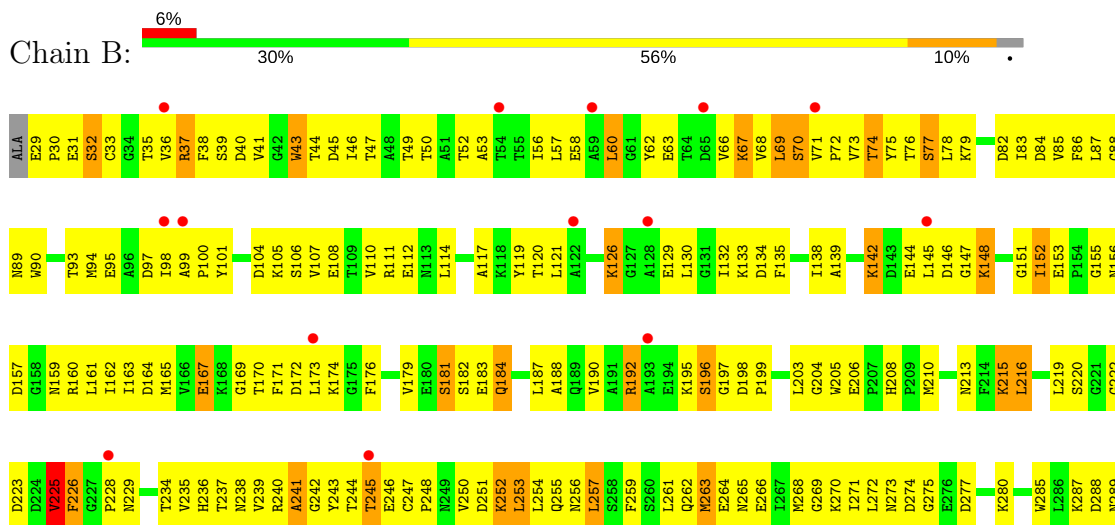 6%
Chain B:
30% 56% 10% •
ALA E29 P30 E31 S32 C33 G34 T35 V36 R37 F38 S39 D40 V41 G42 W43 T44 D45 I46 T47 A48 T49 T50 A51 T52 A53 T54 T55 I56 L57 E58 A59 L60 G61 Y62 E63 T64 D65 V66 K67 V68 L69 S70 V71 P72 V73 T74 Y75 T76 S77 L78 K79 D82 I83 D84 V85 F86 L87 G88
N89 W90 T93 M94 E95 A96 D97 I98 A99 P100 Y101 D104 K105 S106 V107 E108 T109 V110 R111 E112 N113 L114 A117 K118 Y119 T120 L121 A122 K126 G127 A128 E129 L130 G131 I132 K133 D134 F135 I138 A139 K142 D143 E144 L145 D146 G147 K148 G151 I152 E153 P154 G155 N156
D157 G158 N159 R160 L161 I162 I163 D164 M165 V166 E167 K168 G169 T170 F171 D172 L173 K174 G175 F176 V179 E180 S181 S182 E183 Q184 L187 A188 Q189 V190 A191 R192 A193 E194 K195 S196 G197 D198 P199 L203 G204 W205 E206 P207 H208 P209 M210 N213 F214 K215 L216 L219 S220 G221 G222
D223 D224 V225 F226 G227 P228 N229 T234 V235 H236 T237 N238 V239 R240 A241 G242 Y243 T244 T245 E246 C247 P248 N249 V250 D251 K252 L253 L254 Q255 N256 L257 S258 F259 S260 L261 Q262 M263 E264 N265 E266 I267 M268 G269 K270 I271 L272 N273 D274 G275 E276 D277 K280 W285 L286 K287 D288 N289